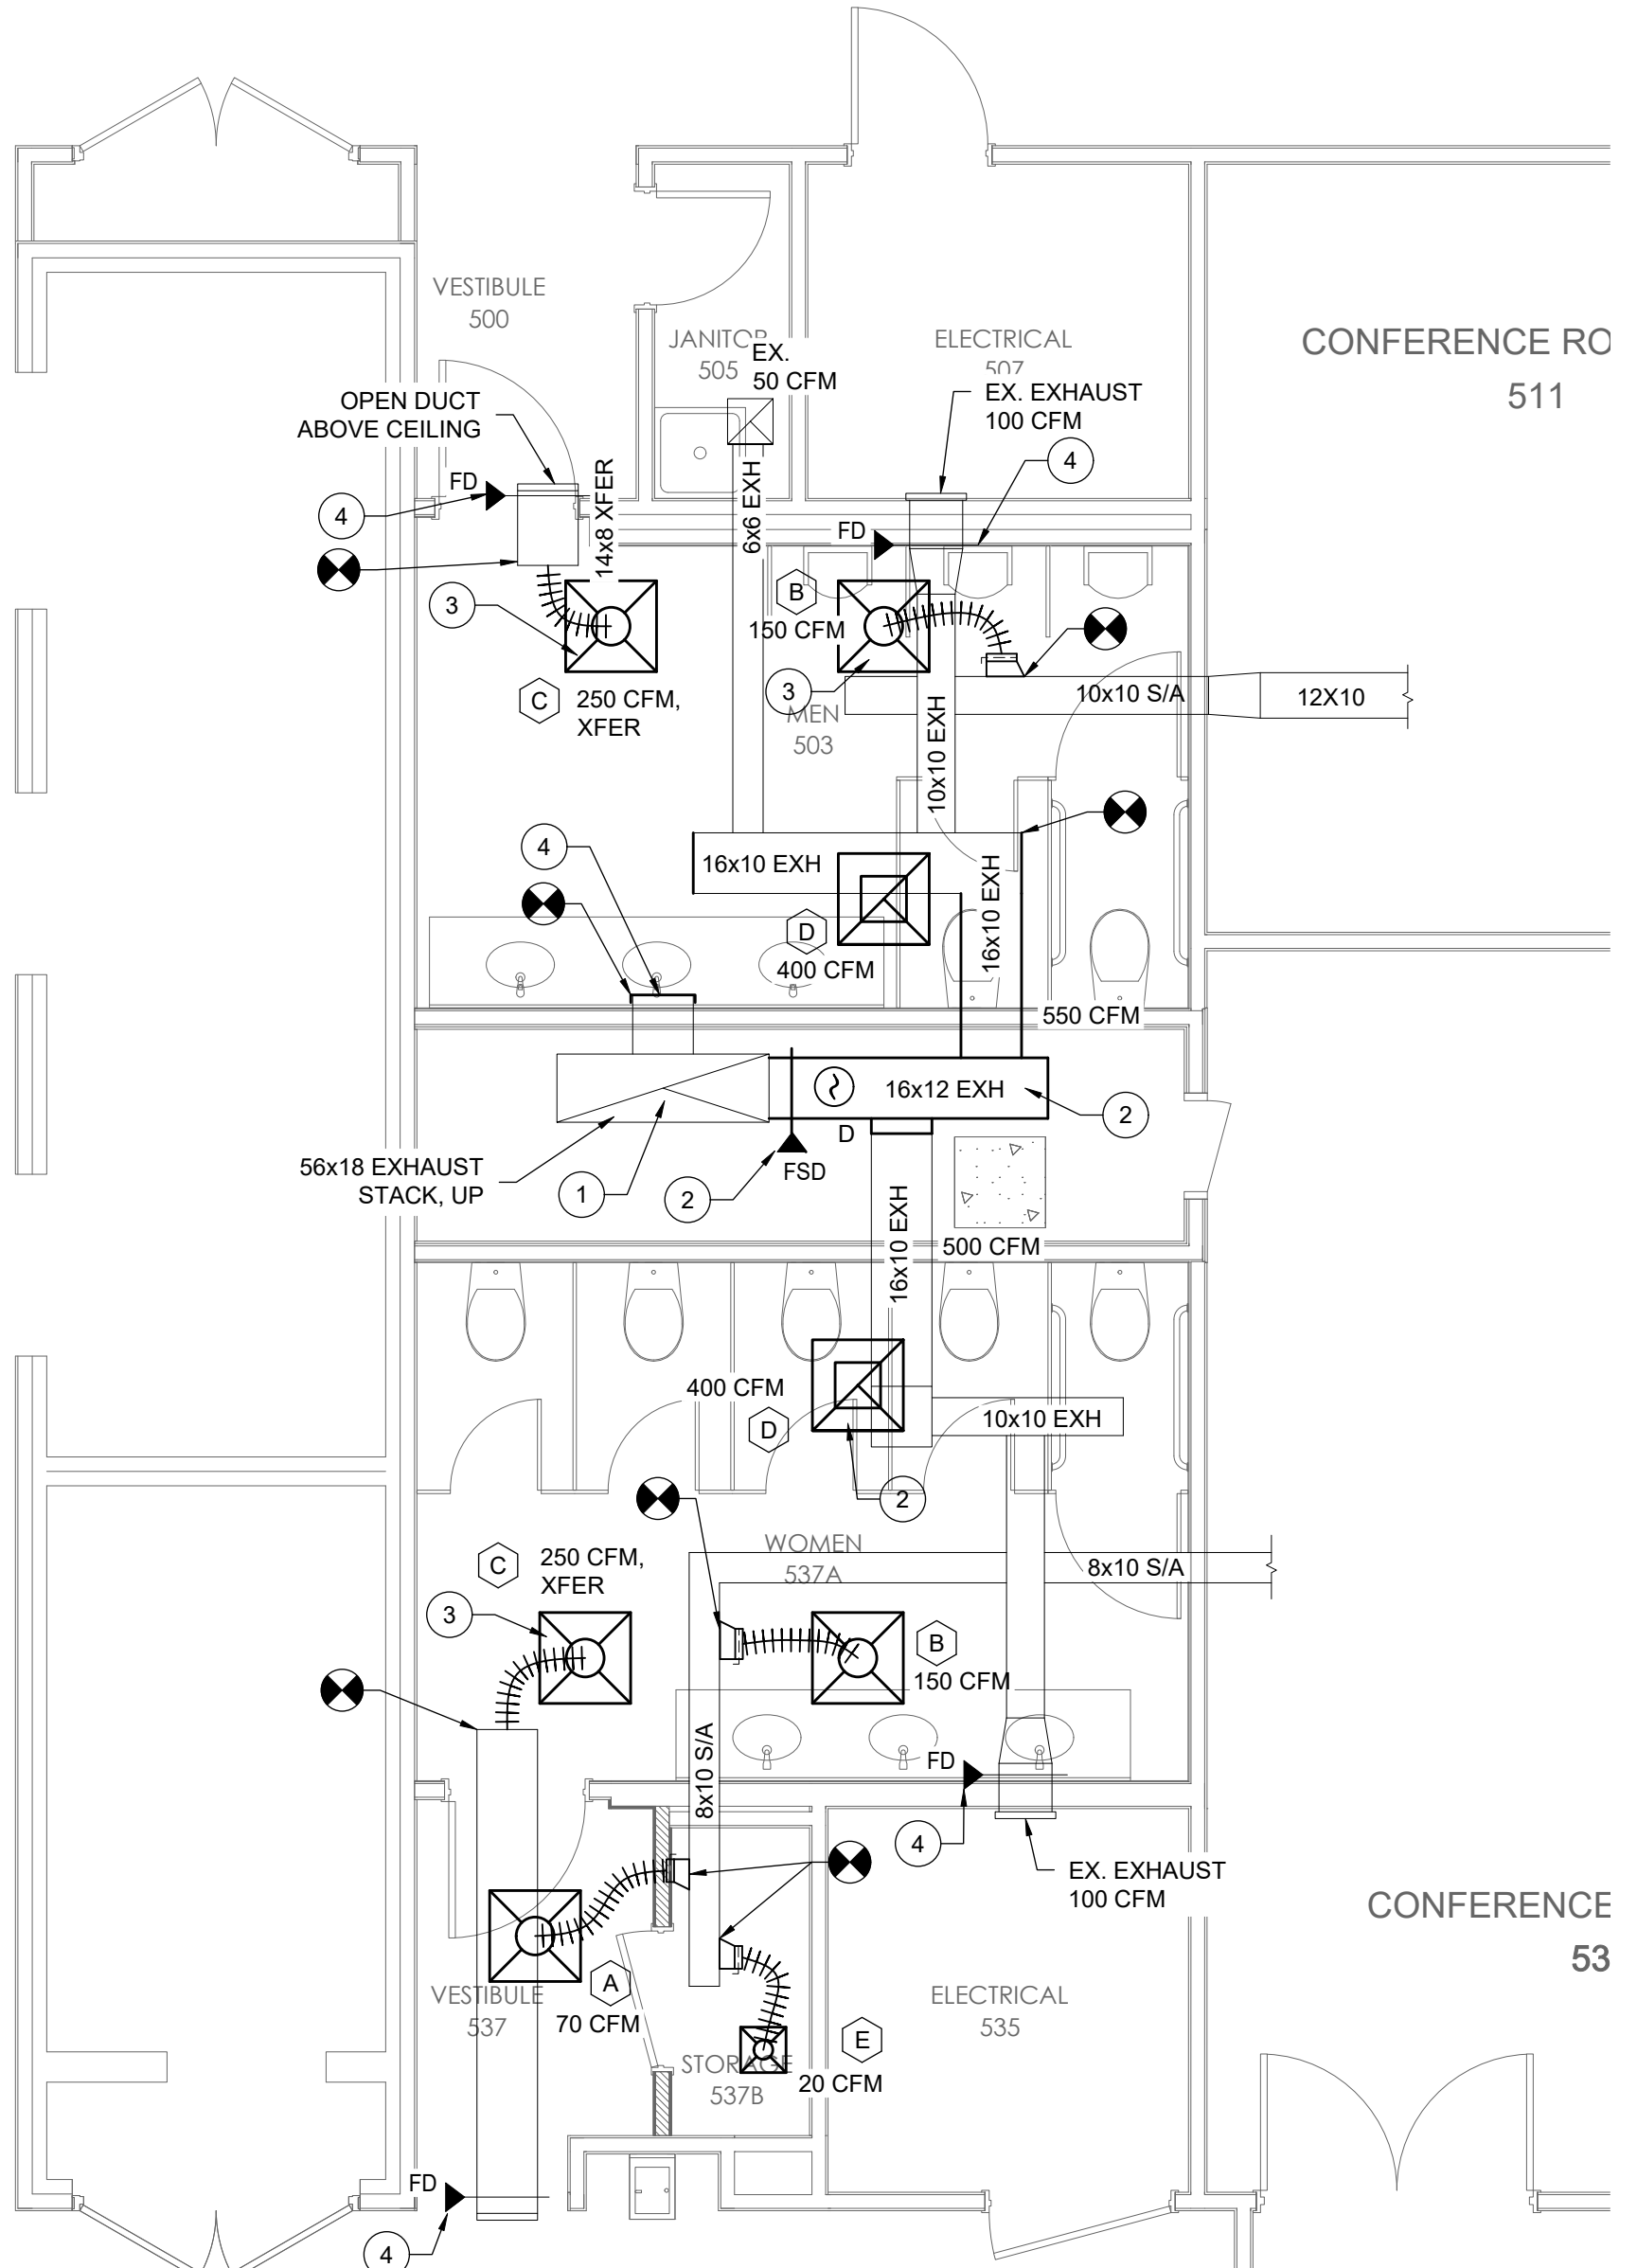 VESTIBULE
500
JANITOR
505
EX.
50 CFM
ELECTRICAL
507
EX. EXHAUST
100 CFM
CONFERENCE RO
511
OPEN DUCT
ABOVE CEILING
FD
4
14x8 XFER
6x6 EXH
FD
4
3
B
150 CFM
C
250 CFM,
XFER
3
MEN
503
10x10 EXH
10x10 S/A
12X10
4
16x10 EXH
16x10 EXH
D
400 CFM
550 CFM
16x12 EXH
2
D
56x18 EXHAUST
STACK, UP
1
2
FSD
16x10 EXH
500 CFM
400 CFM
D
10x10 EXH
2
C
250 CFM,
XFER
WOMEN
537A
8x10 S/A
3
B
150 CFM
8x10 S/A
FD
4
EX. EXHAUST
100 CFM
CONFERENCE
53
VESTIBULE
537
A
70 CFM
ELECTRICAL
535
E
STORAGE
537B
20 CFM
FD
4